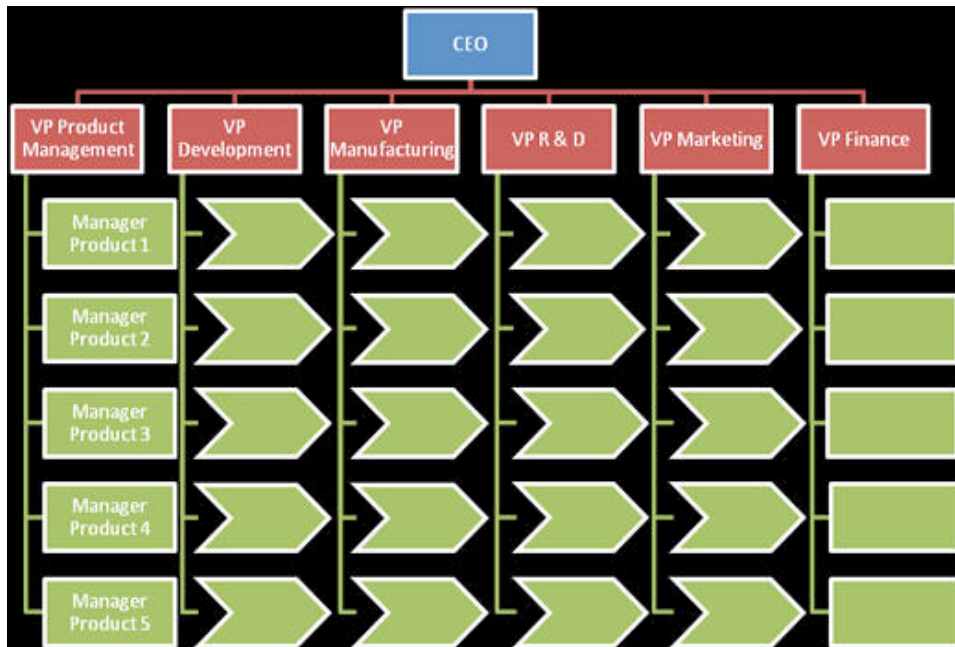 CEO
VP Product
Management
VP
Development
VP
Manufacturing
VP R & D
VP Marketing
VP Finance
Manager
Product 1
Manager
Product 2
Manager
Product 3
Manager
Product 4
Manager
Product 5